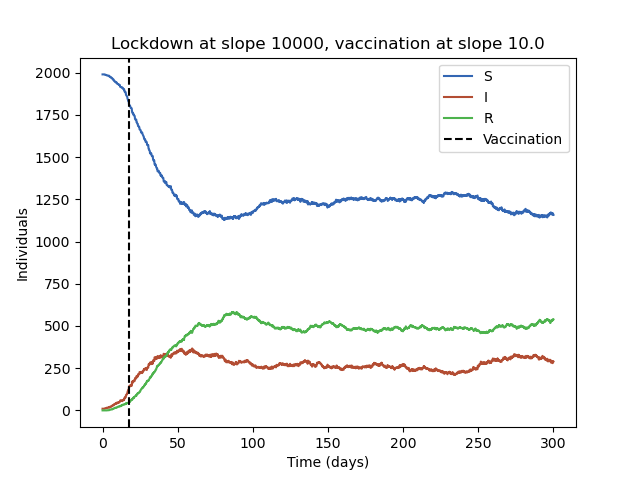 Lockdown at slope 10000, vaccination at slope 10.0
S
I
R
Vaccination
2000
1750
1500
1250
1000
750
500
250
0
Individuals
0 50 100 150 200 250 300
Time (days)